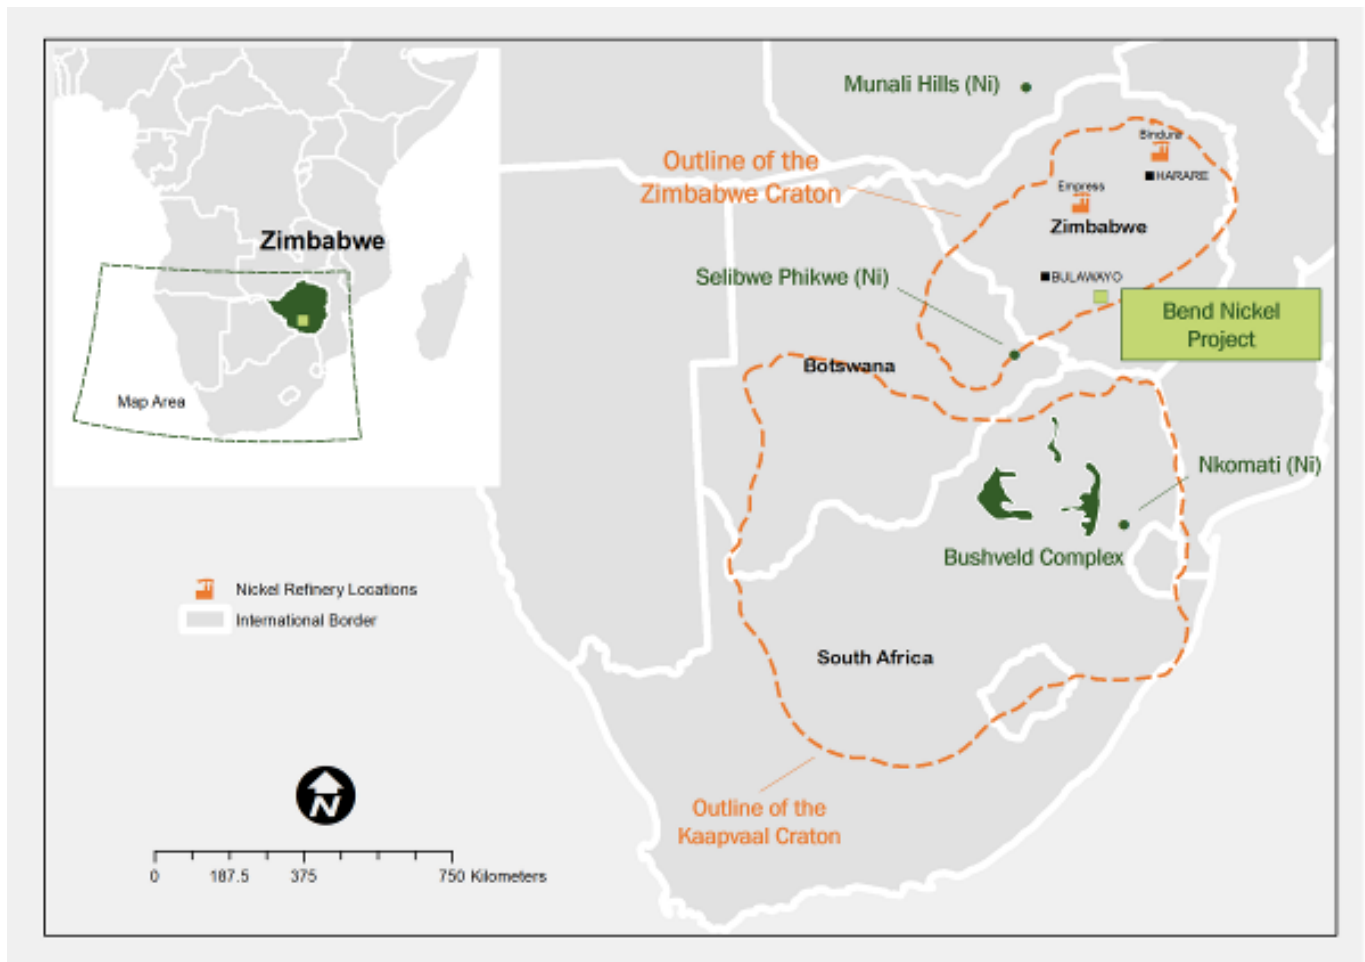 Munali Hills (Ni)
Outline of the
Zimbabwe Craton
Bindura
HARARE
Empress
Zimbabwe
Zimbabwe
Selibwe Phikwe (Ni)
BULAWAYO
Bend Nickel
Project
Botswana
Map Area
Nkomati (Ni)
Bushveld Complex
Nickel Refinery Locations
International Border
South Africa
N
Outline of the
Kaapvaal Craton
0 187.5 375 750 Kilometers